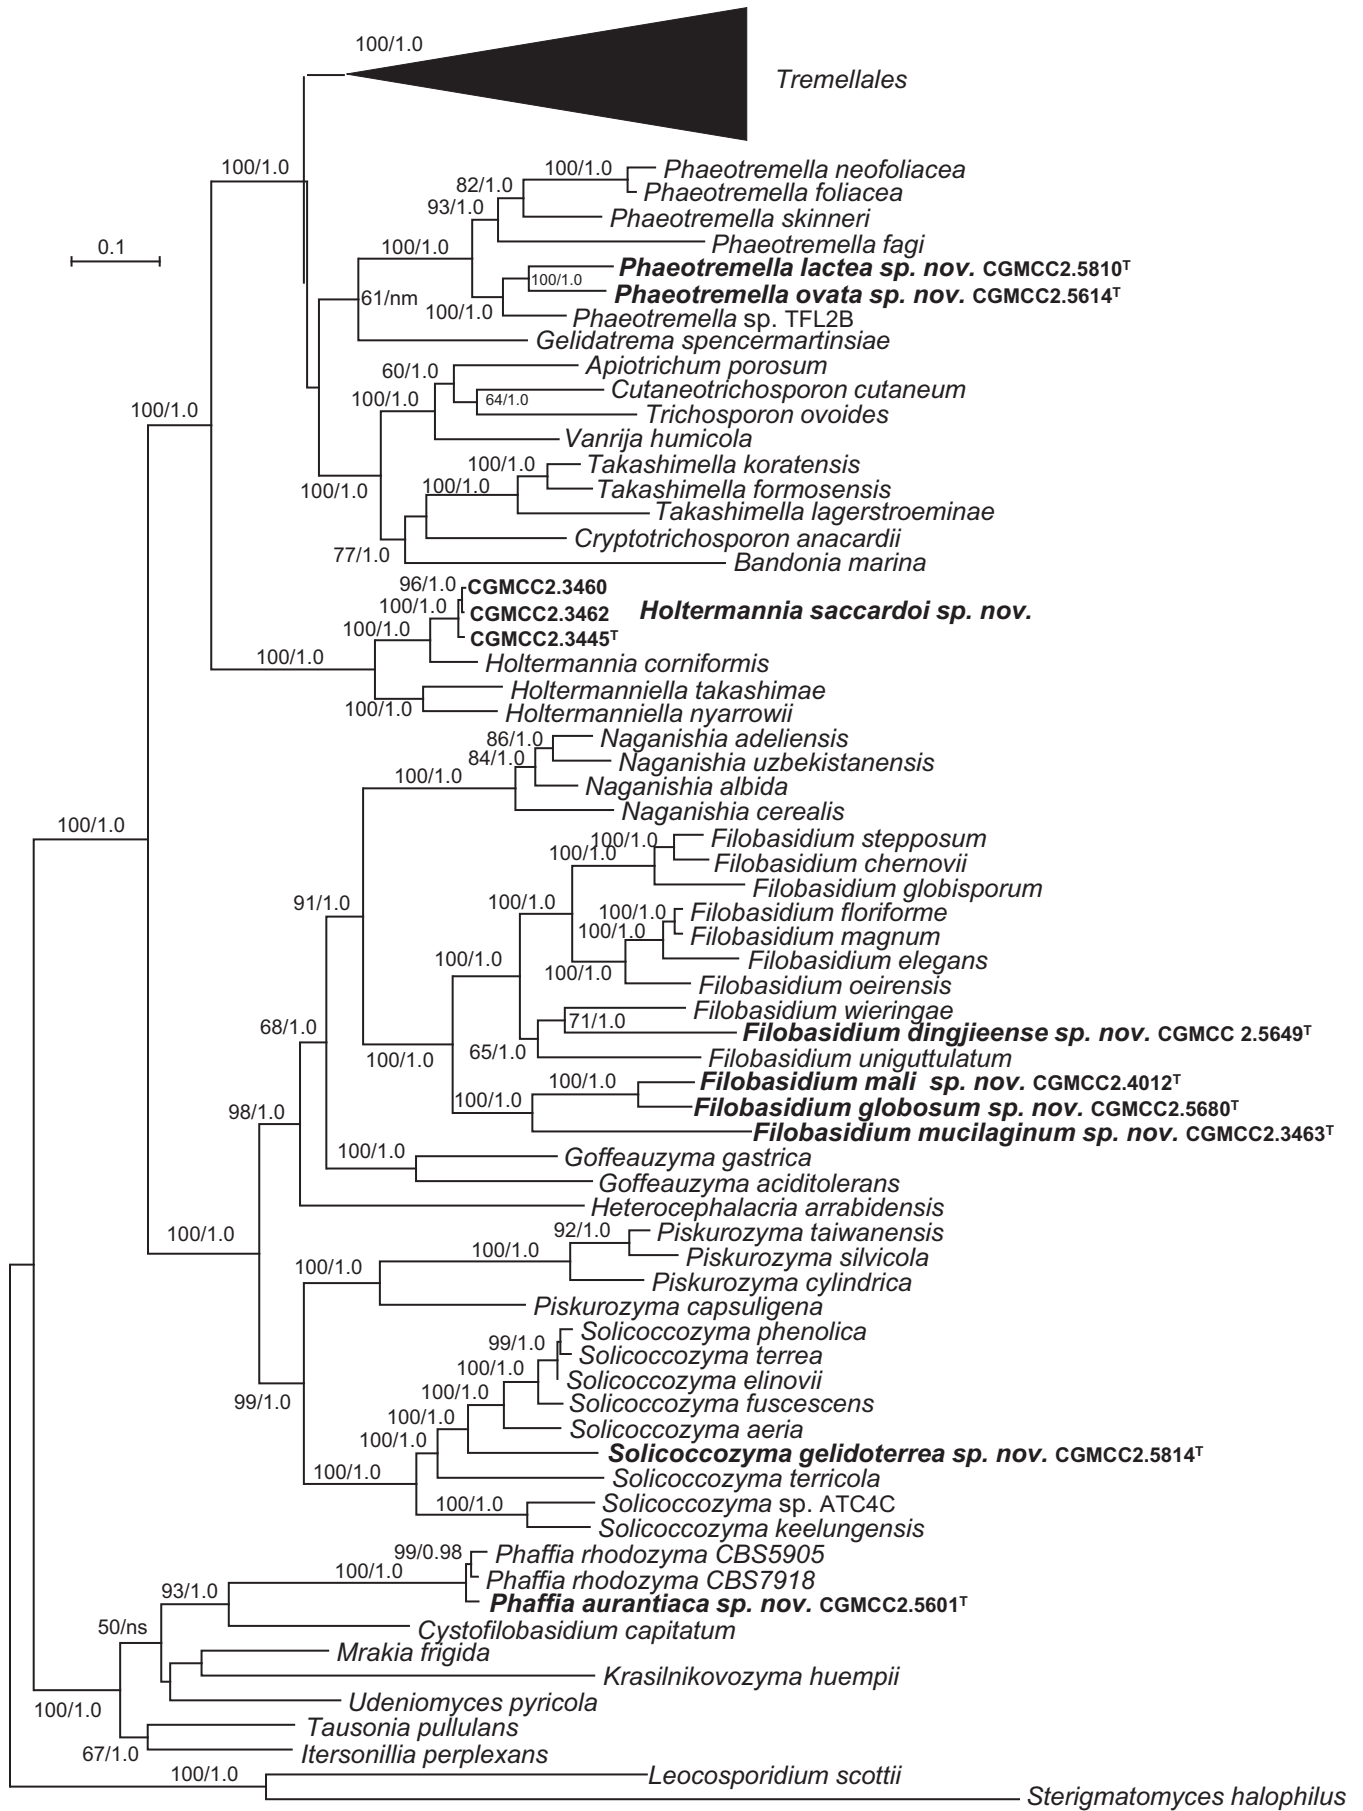 100/1.0
Tremellales
100/1.0
100/1.0
Phaeotremella neofoliacea
82/1.0
Phaeotremella foliacea
93/1.0
Phaeotremella skinneri
0.1
100/1.0
Phaeotremella fagi
Phaeotremella lactea sp. nov. CGMCC2.5810T
100/1.0
61/nm
Phaeotremella ovata sp. nov. CGMCC2.5614T
100/1.0
Phaeotremella sp. TFL2B
Gelidatrema spencermartinsiae
60/1.0
Apiotrichum porosum
Cutaneotrichosporon cutaneum
100/1.0
64/1.0
100/1.0
Trichosporon ovoides
Vanrija humicola
100/1.0
Takashimella koratensis
100/1.0
100/1.0
Takashimella formosensis
Takashimella lagerstroeminae
Cryptotrichosporon anacardii
77/1.0
Bandonia marina
96/1.0
CGMCC2.3460
100/1.0
CGMCC2.3462
Holtermannia saccardoi sp. nov.
100/1.0
CGMCC2.3445T
100/1.0
Holtermannia corniformis
Holtermanniella takashimae
100/1.0
Holtermanniella nyarrowii
86/1.0
Naganishia adeliensis
84/1.0
Naganishia uzbekistanensis
100/1.0
Naganishia albida
Naganishia cerealis
100/1.0
100/1.0
Filobasidium stepposum
100/1.0
Filobasidium chernovii
Filobasidium globisporum
91/1.0
100/1.0
100/1.0
Filobasidium floriforme
100/1.0
Filobasidium magnum
100/1.0
Filobasidium elegans
100/1.0
Filobasidium oeirensis
Filobasidium wieringae
68/1.0
71/1.0
Filobasidium dingjieense sp. nov. CGMCC 2.5649T
100/1.0
65/1.0
Filobasidium uniguttulatum
100/1.0
Filobasidium mali sp. nov. CGMCC2.4012T
98/1.0
100/1.0
Filobasidium globosum sp. nov. CGMCC2.5680T
Filobasidium mucilaginum sp. nov. CGMCC2.3463T
100/1.0
Goffeauzyma gastrica
Goffeauzyma aciditolerans
Heterocephalacria arrabidensis
100/1.0
92/1.0
Piskurozyma taiwanensis
100/1.0
Piskurozyma silvicola
100/1.0
Piskurozyma cylindrica
Piskurozyma capsuligena
99/1.0
Solicoccozyma phenolica
Solicoccozyma terrea
100/1.0
Solicoccozyma elinovii
100/1.0
99/1.0
Solicoccozyma fuscescens
100/1.0
Solicoccozyma aeria
100/1.0
Solicoccozyma gelidoterrea sp. nov. CGMCC2.5814T
100/1.0
Solicoccozyma terricola
100/1.0
Solicoccozyma sp. ATC4C
Solicoccozyma keelungensis
99/0.98
Phaffia rhodozyma CBS5905
100/1.0
Phaffia rhodozyma CBS7918
93/1.0
Phaffia aurantiaca sp. nov. CGMCC2.5601T
50/ns
Cystofilobasidium capitatum
Mrakia frigida
Krasilnikovozyma huempii
100/1.0
Udeniomyces pyricola
Tausonia pullulans
67/1.0
Itersonillia perplexans
100/1.0
Leocosporidium scottii
Sterigmatomyces halophilus